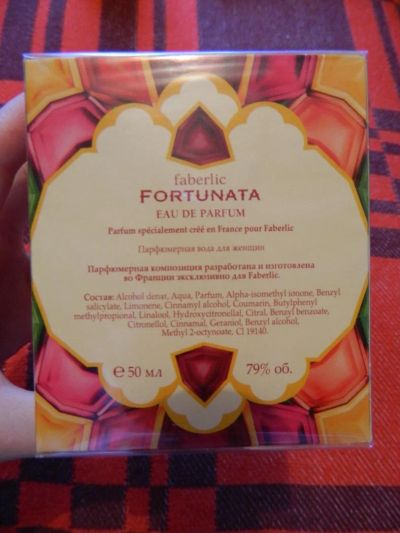 faberlic
FORTUNATA
EAU DE PARFUM
Parfum spécialement créé en France pour Faberlic
Парфюмерная вода для женщин
Парфюмерная композиция разработана и изготовлена
во Франции эксклюзивно для Faberlic.
Состав: Alcohol denat, Aqua, Parfum, Alpha-isomethyl ionone, Benzyl
salicylate, Limonene, Cinnamyl alcohol, Coumarin, Butylphenyl
methylpropional, Linalool, Hydroxycitronellal, Citral, Benzyl benzoate,
Citronellol, Cinnamal, Geraniol, Benzyl alcohol,
Methyl 2-octynoate, CI 19140.
℮ 50 мл 79% об.